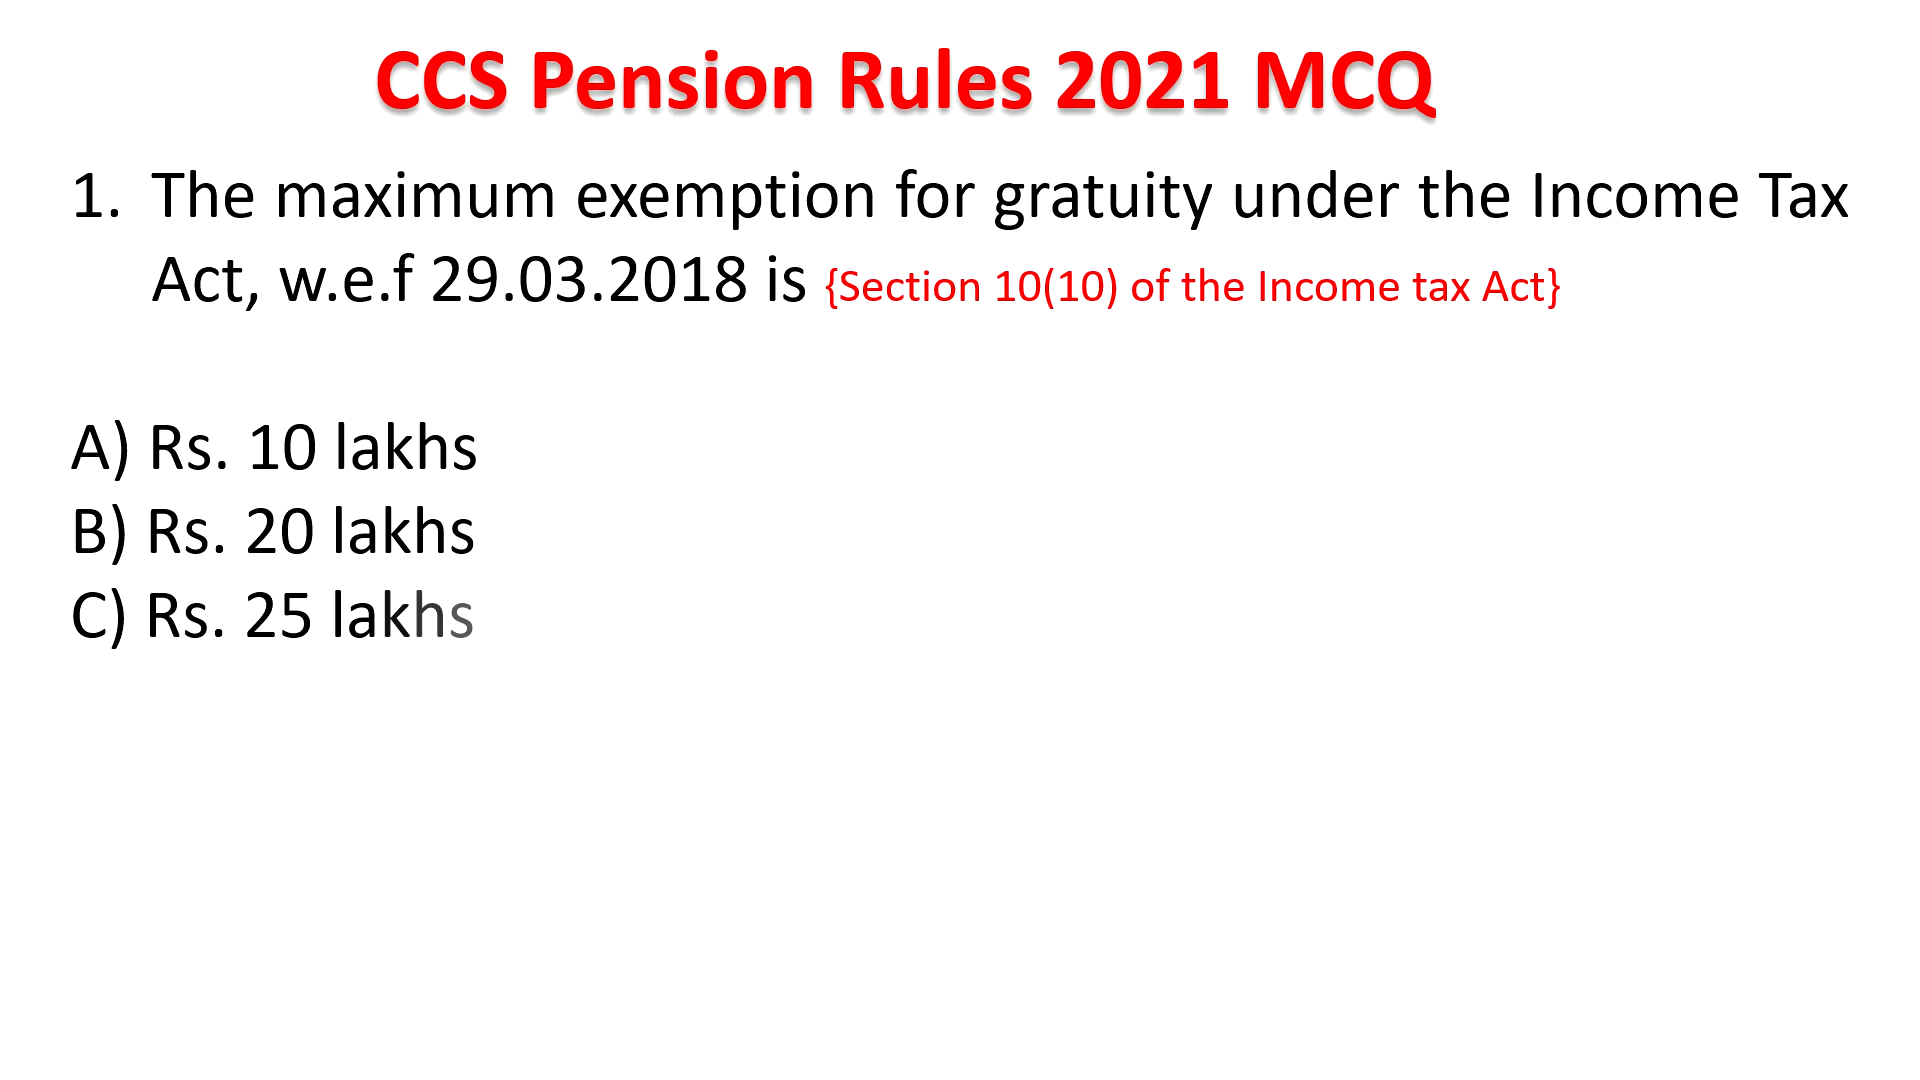 CCS Pension Rules 2021 MCQ
1. The maximum exemption for gratuity under the Income Tax
Act, w.e.f 29.03.2018 is {Section 10(10) of the Income tax Act}
A) Rs. 10 lakhs
B) Rs. 20 lakhs
C) Rs. 25 lakhs